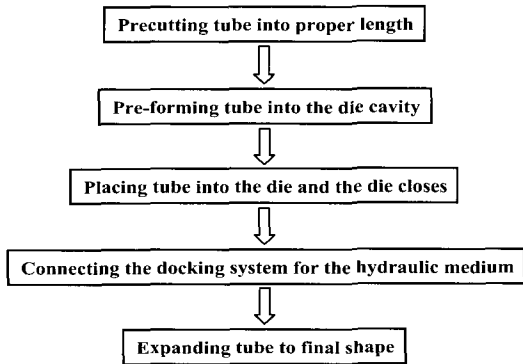 Precutting tube into proper length
Pre-forming tube into the die cavity
Placing tube into the die and the die closes
Connecting the docking system for the hydraulic medium
Expanding tube to final shape